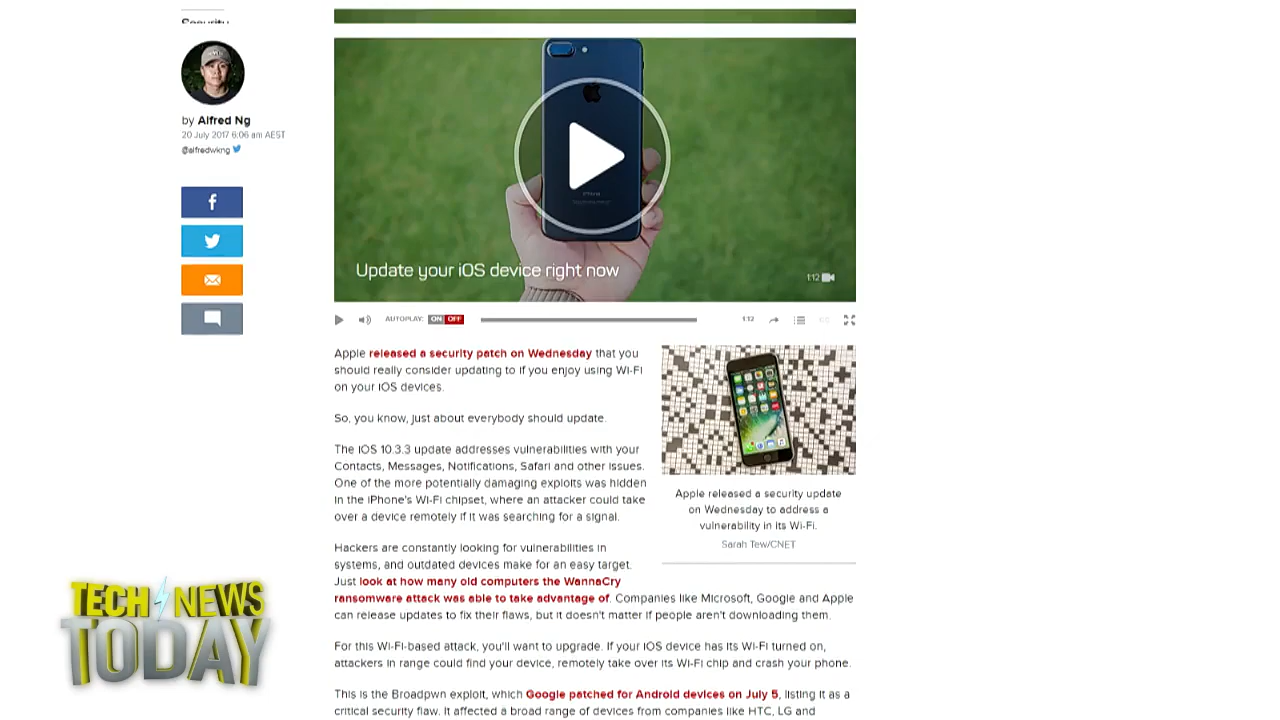 Security
by Alfred Ng
20 July 2017 6:06 am AEST
@alfredwkng
f
Update your iOS device right now
1:12
AUTOPLAY: ON OFF
1:12
Apple released a security patch on Wednesday that you
should really consider updating to if you enjoy using Wi-Fi
on your iOS devices.
So, you know, just about everybody should update.
The iOS 10.3.3 update addresses vulnerabilities with your
Contacts, Messages, Notifications, Safari and other issues.
One of the more potentially damaging exploits was hidden
in the iPhone's Wi-Fi chipset, where an attacker could take
over a device remotely if it was searching for a signal.
Apple released a security update
on Wednesday to address a
vulnerability in its Wi-Fi.
Sarah Tew/CNET
Hackers are constantly looking for vulnerabilities in
systems, and outdated devices make for an easy target.
Just look at how many old computers the WannaCry
ransomware attack was able to take advantage of. Companies like Microsoft, Google and Apple
can release updates to fix their flaws, but it doesn't matter if people aren't downloading them.
For this Wi-Fi-based attack, you'll want to upgrade. If your iOS device has its Wi-Fi turned on,
attackers in range could find your device, remotely take over its Wi-Fi chip and crash your phone.
This is the Broadpwn exploit, which Google patched for Android devices on July 5, listing it as a
critical security flaw. It affected a broad range of devices from companies like HTC, LG and
TECH NEWS
TODAY